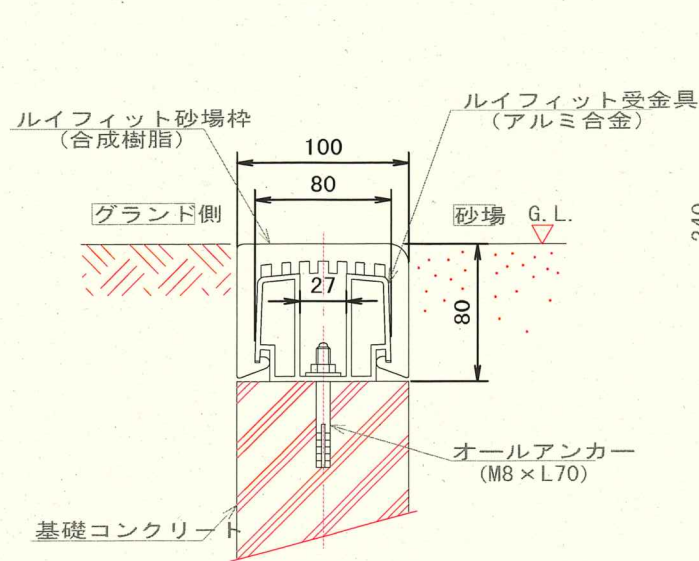 ルイフィット砂場枠
(合成樹脂)
ルイフィット受金具
(アルミ合金)
100
80
グランド側
砂場 G.L.
240
27
80
オールアンカー
(M8×L70)
基礎コンクリート